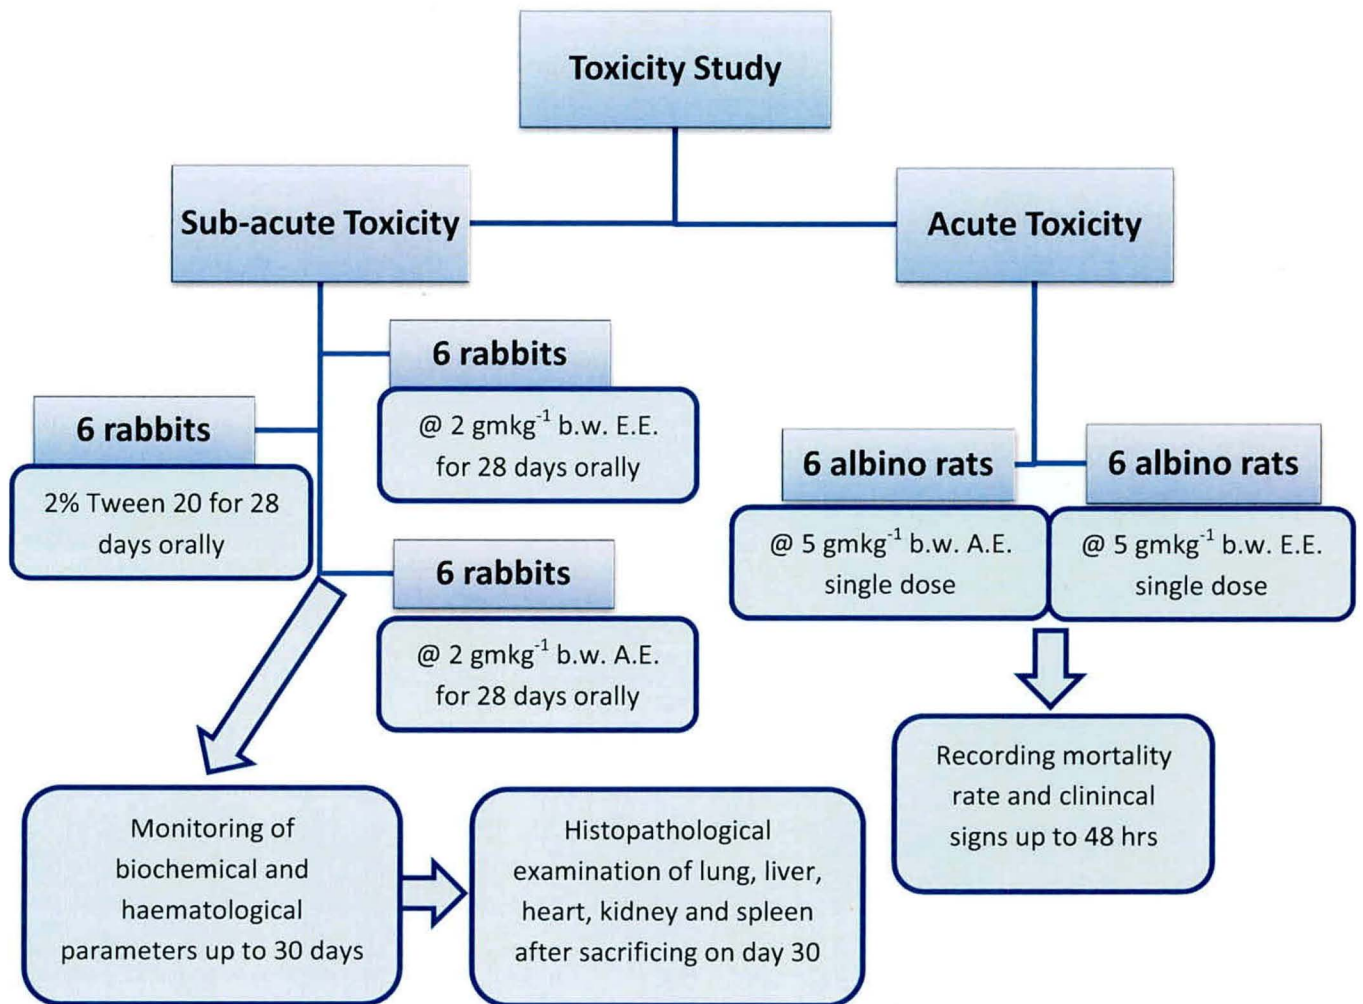 Toxicity Study
Sub-acute Toxicity
Acute Toxicity
6 rabbits
@ 2 gmkg⁻¹ b.w. E.E.
for 28 days orally
6 rabbits
2% Tween 20 for 28
days orally
6 rabbits
@ 2 gmkg⁻¹ b.w. A.E.
for 28 days orally
6 albino rats
@ 5 gmkg⁻¹ b.w. A.E.
single dose
6 albino rats
@ 5 gmkg⁻¹ b.w. E.E.
single dose
Monitoring of
biochemical and
haematological
parameters up to 30 days
Histopathological
examination of lung, liver,
heart, kidney and spleen
after sacrificing on day 30
Recording mortality
rate and clinincal
signs up to 48 hrs